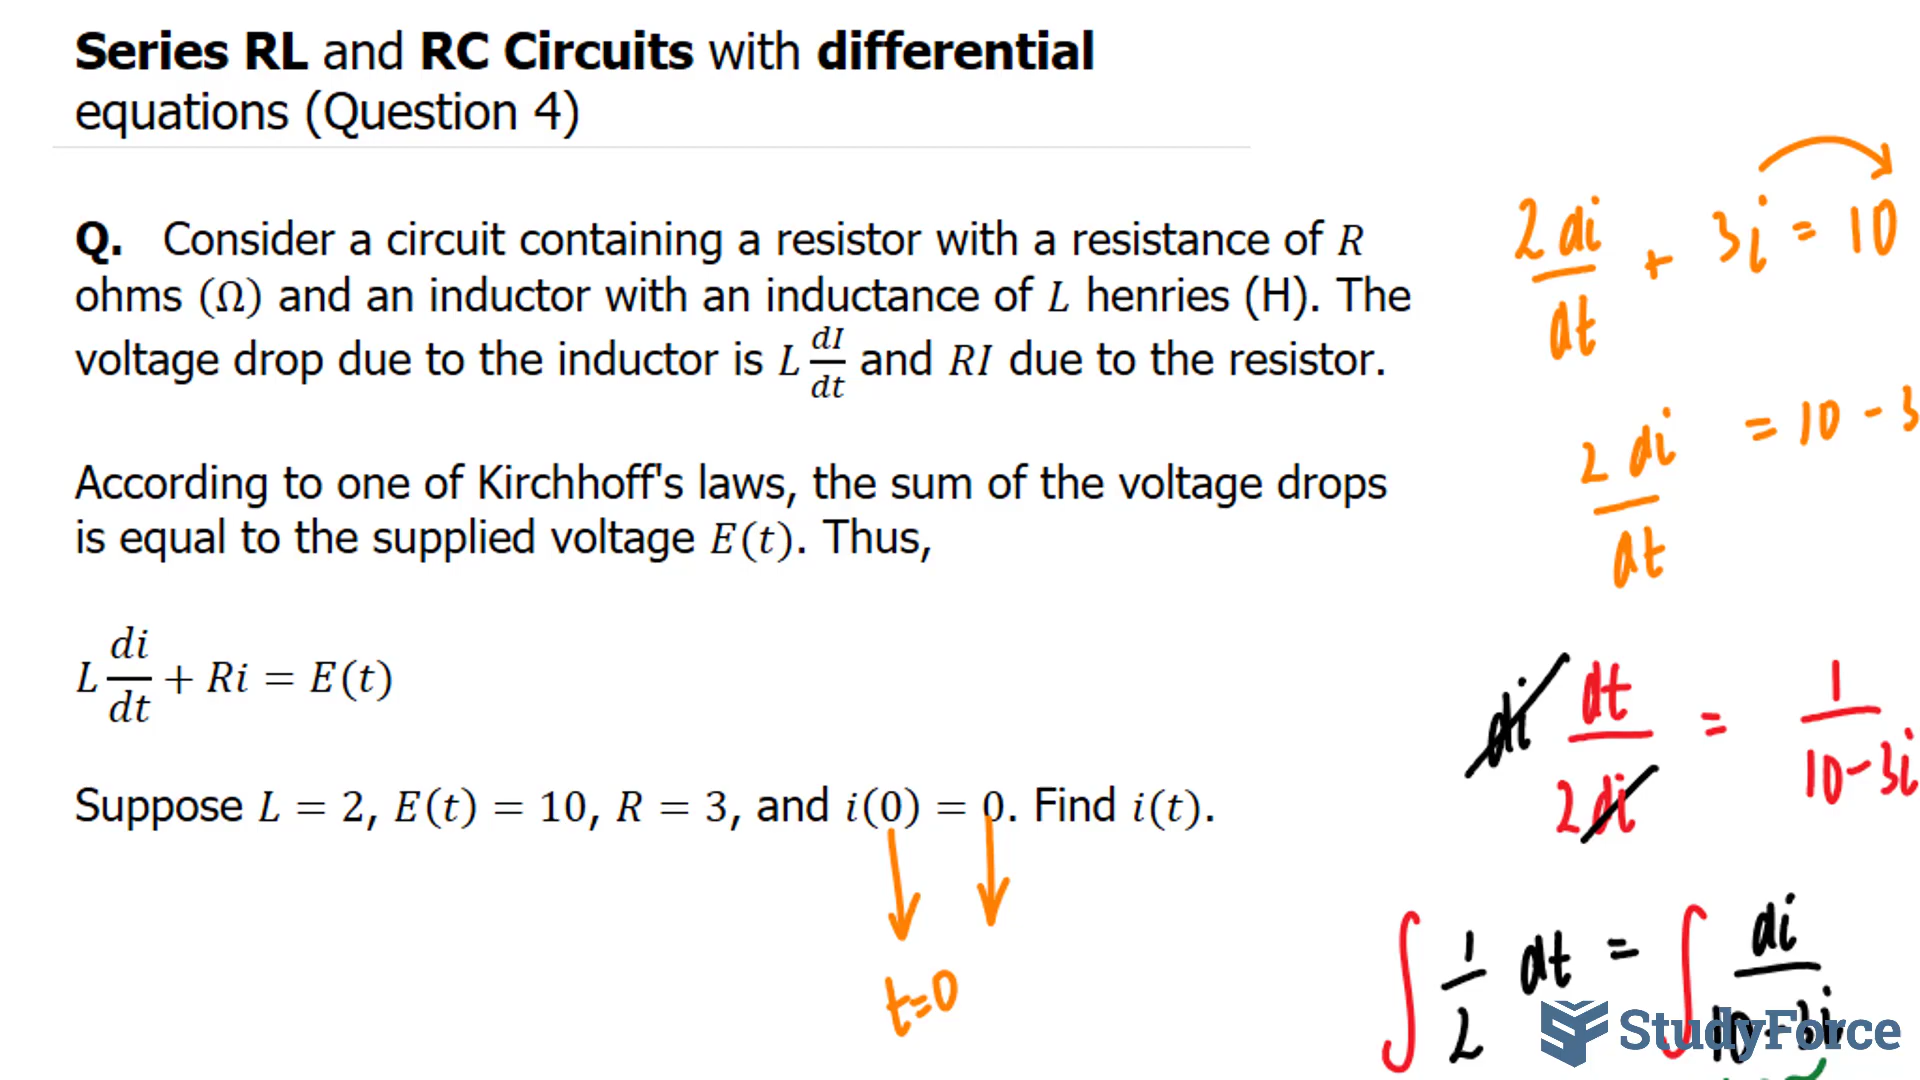 Series RL and RC Circuits with differential
equations (Question 4)
Q. Consider a circuit containing a resistor with a resistance of R
ohms (Ω) and an inductor with an inductance of L henries (H). The
voltage drop due to the inductor is L dI/dt and RI due to the resistor.
According to one of Kirchhoff's laws, the sum of the voltage drops
is equal to the supplied voltage E(t). Thus,
L di/dt + Ri = E(t)
Suppose L = 2, E(t) = 10, R = 3, and i(0) = 0. Find i(t).
t=0
2 di/dt + 3i = 10
2 di/dt = 10 - 3
di dt/2di = 1/10-3i
∫ 1/2 dt = ∫ di/10-3i
StudyForce